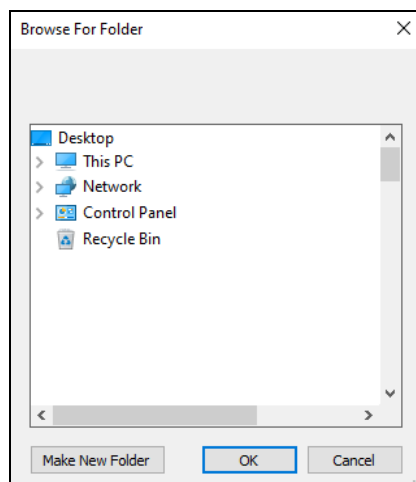 Browse For Folder
Desktop
This PC
Network
Control Panel
Recycle Bin
Make New Folder OK Cancel